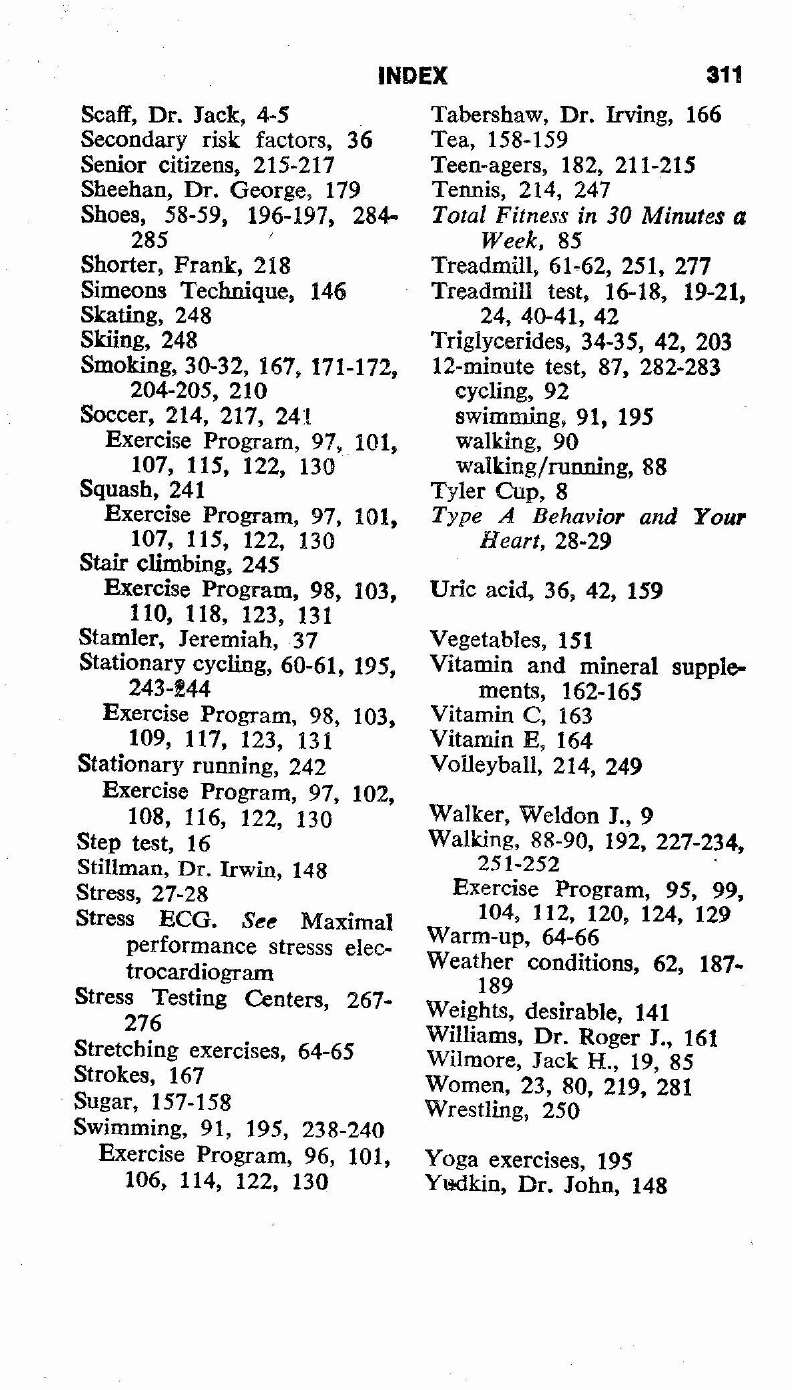 INDEX 311
Scaff, Dr. Jack, 4-5
Secondary risk factors, 36
Senior citizens, 215-217
Sheehan, Dr. George, 179
Shoes, 58-59, 196-197, 284-
285
Shorter, Frank, 218
Simeons Technique, 146
Skating, 248
Skiing, 248
Smoking, 30-32, 167, 171-172,
204-205, 210
Soccer, 214, 217, 241
Exercise Program, 97, 101,
107, 115, 122, 130
Squash, 241
Exercise Program, 97, 101,
107, 115, 122, 130
Stair climbing, 245
Exercise Program, 98, 103,
110, 118, 123, 131
Stamler, Jeremiah, 37
Stationary cycling, 60-61, 195,
243-244
Exercise Program, 98, 103,
109, 117, 123, 131
Stationary running, 242
Exercise Program, 97, 102,
108, 116, 122, 130
Step test, 16
Stillman, Dr. Irwin, 148
Stress, 27-28
Stress ECG. See Maximal
performance stresss elec-
trocardiogram
Stress Testing Centers, 267-
276
Stretching exercises, 64-65
Strokes, 167
Sugar, 157-158
Swimming, 91, 195, 238-240
Exercise Program, 96, 101,
106, 114, 122, 130
Tabershaw, Dr. Irving, 166
Tea, 158-159
Teen-agers, 182, 211-215
Tennis, 214, 247
Total Fitness in 30 Minutes a
Week, 85
Treadmill, 61-62, 251, 277
Treadmill test, 16-18, 19-21,
24, 40-41, 42
Triglycerides, 34-35, 42, 203
12-minute test, 87, 282-283
cycling, 92
swimming, 91, 195
walking, 90
walking/running, 88
Tyler Cup, 8
Type A Behavior and Your
Heart, 28-29
Uric acid, 36, 42, 159
Vegetables, 151
Vitamin and mineral supple-
ments, 162-165
Vitamin C, 163
Vitamin E, 164
Volleyball, 214, 249
Walker, Weldon J., 9
Walking, 88-90, 192, 227-234,
251-252
Exercise Program, 95, 99,
104, 112, 120, 124, 129
Warm-up, 64-66
Weather conditions, 62, 187-
189
Weights, desirable, 141
Williams, Dr. Roger J., 161
Wilmore, Jack H., 19, 85
Women, 23, 80, 219, 281
Wrestling, 250
Yoga exercises, 195
Yudkin, Dr. John, 148